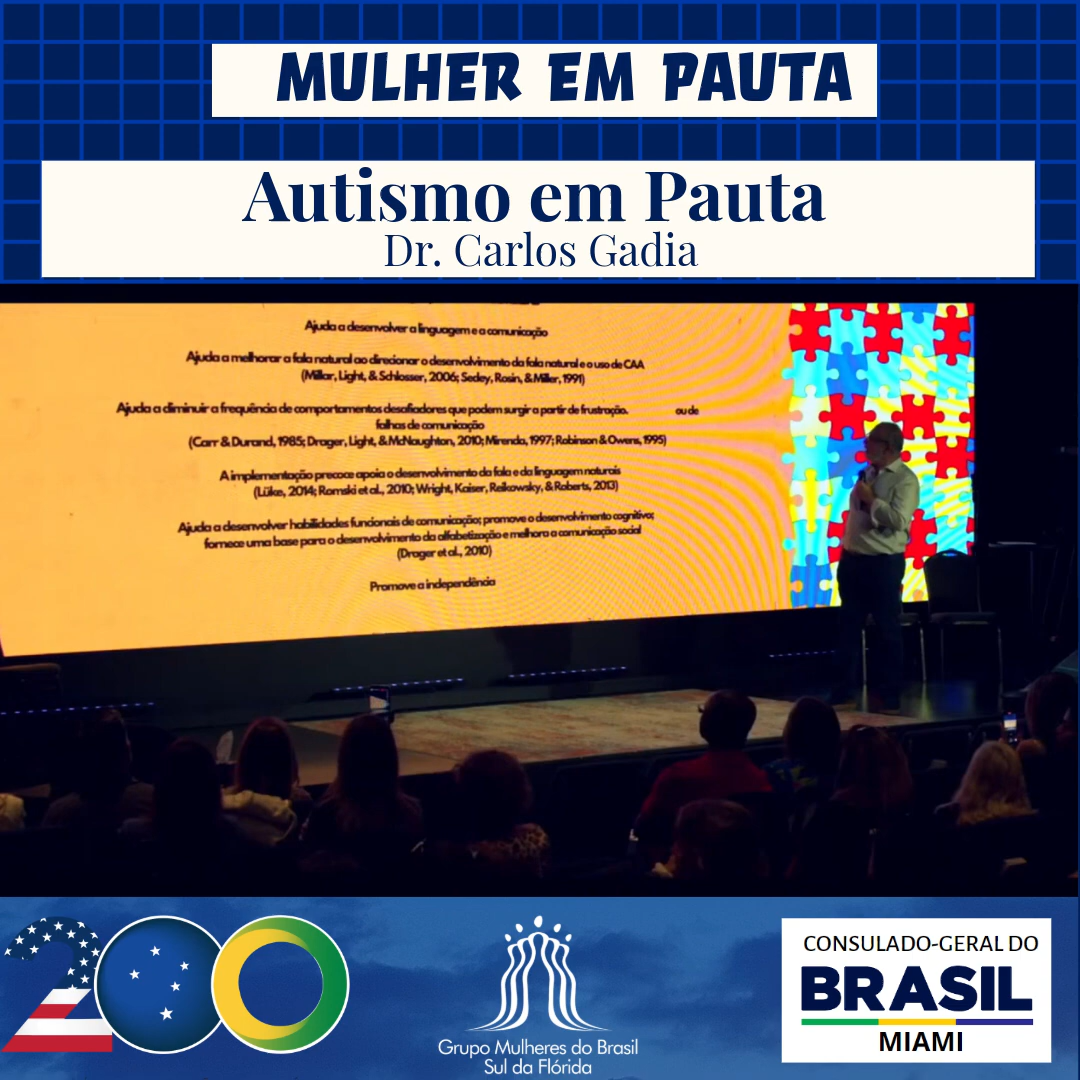 MULHER EM PAUTA
Autismo em Pauta
Dr. Carlos Gadia
Ajuda a desenvolver a linguagem e a comunicação
Ajuda a melhorar a fala natural ao direcionar o desenvolvimento da fala natural e o uso de CAA
(Millar, Light, & Schlosser, 2006; Sedey, Rosin, & Miller, 1991)
Ajuda a diminuir a frequência de comportamentos desafiadores que podem surgir a partir de frustração. ou de
falhas de comunicação
(Carr & Durand, 1985; Drager, Light, & McNaughton, 2010; Mirenda, 1997; Robinson & Owens, 1995)
A implementação precoce apoia o desenvolvimento da fala e da linguagem naturais
(Lüke, 2014; Romski et al., 2010; Wright, Kaiser, Reikowsky, & Roberts, 2013)
Ajuda a desenvolver habilidades funcionais de comunicação; promove o desenvolvimento cognitivo;
fornece uma base para o desenvolvimento da alfabetização e melhora a comunicação social
(Drager et al., 2010)
Promove a independência
200
Grupo Mulheres do Brasil
Sul da Flórida
CONSULADO-GERAL DO
BRASIL
MIAMI